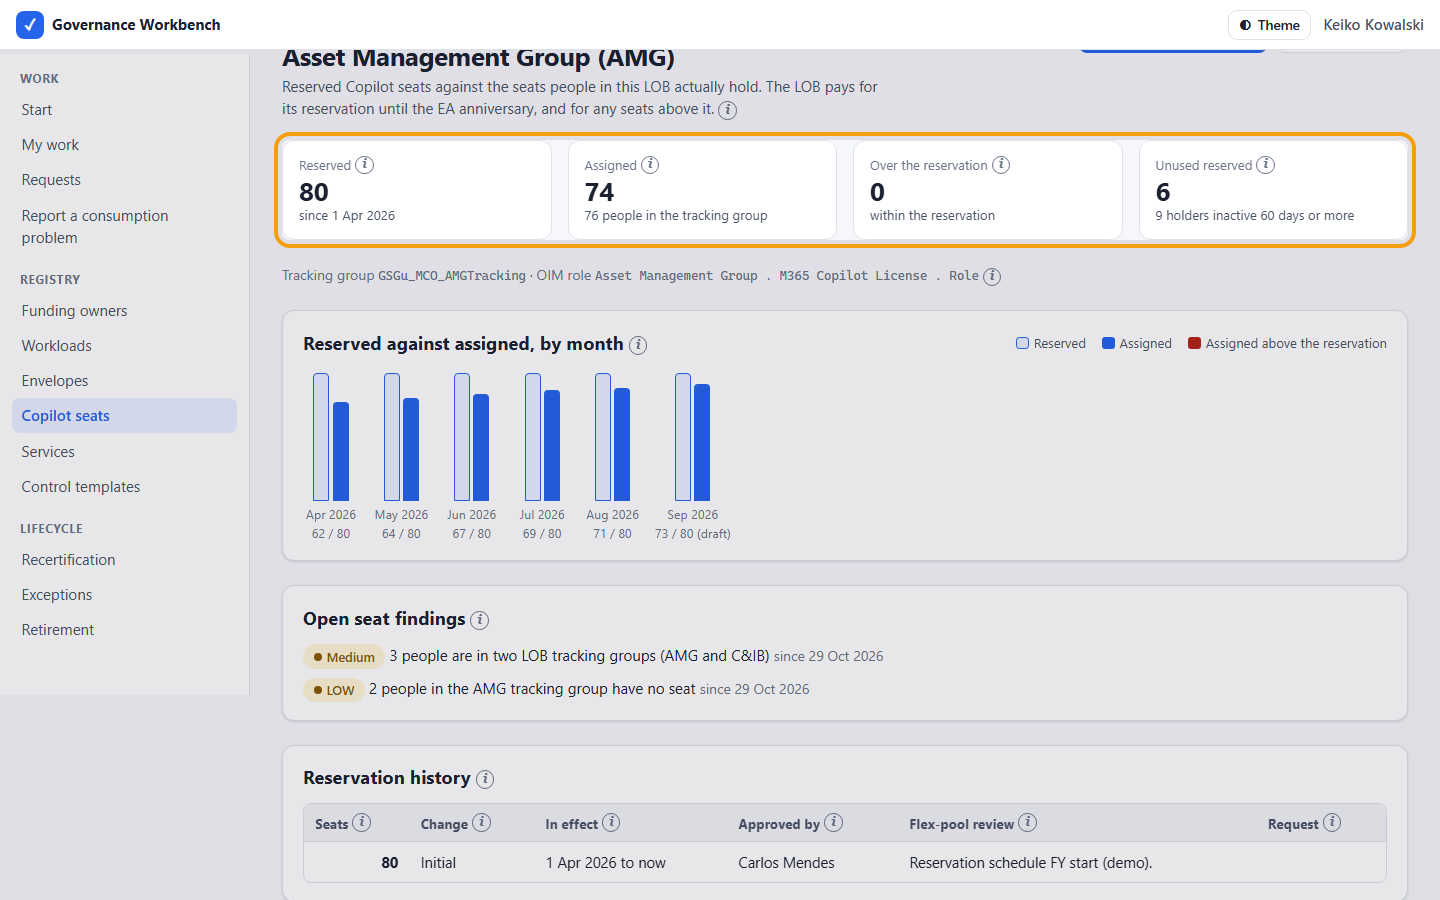 Governance Workbench
Theme
Keiko Kowalski
WORK
Start
My work
Requests
Report a consumption
problem
REGISTRY
Funding owners
Workloads
Envelopes
Copilot seats
Services
Control templates
LIFECYCLE
Recertification
Exceptions
Retirement
Asset Management Group (AMG)
Reserved Copilot seats against the seats people in this LOB actually hold. The LOB pays for
its reservation until the EA anniversary, and for any seats above it.
Reserved
80
since 1 Apr 2026
Assigned
74
76 people in the tracking group
Over the reservation
0
within the reservation
Unused reserved
6
9 holders inactive 60 days or more
Tracking group GSGu_MCO_AMGTracking · OIM role Asset Management Group . M365 Copilot License . Role
Reserved against assigned, by month
Reserved
Assigned
Assigned above the reservation
Apr 2026
62 / 80
May 2026
64 / 80
Jun 2026
67 / 80
Jul 2026
69 / 80
Aug 2026
71 / 80
Sep 2026
73 / 80 (draft)
Open seat findings
Medium 3 people are in two LOB tracking groups (AMG and C&IB) since 29 Oct 2026
LOW 2 people in the AMG tracking group have no seat since 29 Oct 2026
Reservation history
Seats Change In effect Approved by Flex-pool review Request
80 Initial 1 Apr 2026 to now Carlos Mendes Reservation schedule FY start (demo).